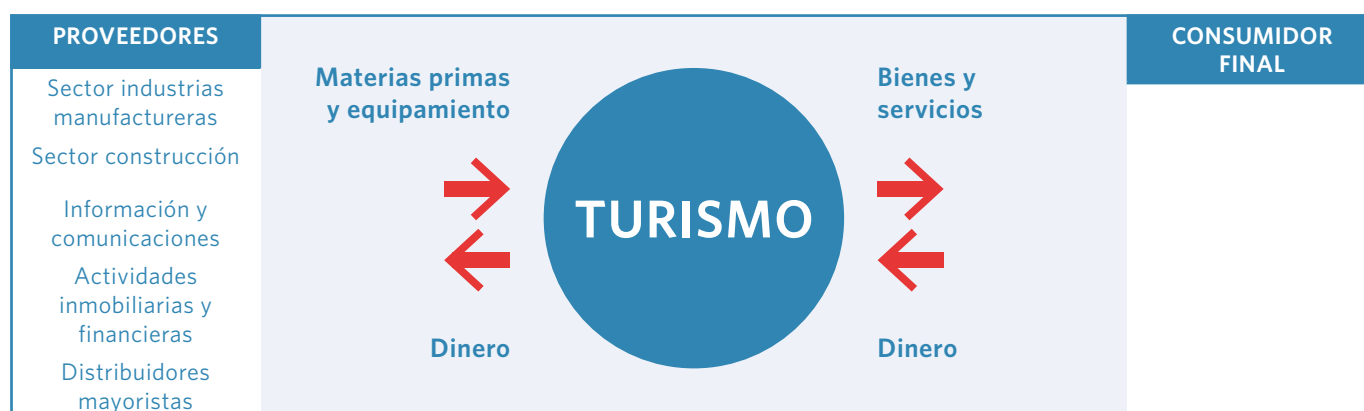 PROVEEDORES
Sector industrias
manufactureras
Sector construcción
Información y
comunicaciones
Actividades
inmobiliarias y
financieras
Distribuidores
mayoristas
Materias primas
y equipamiento
Dinero
TURISMO
Bienes y
servicios
Dinero
CONSUMIDOR
FINAL